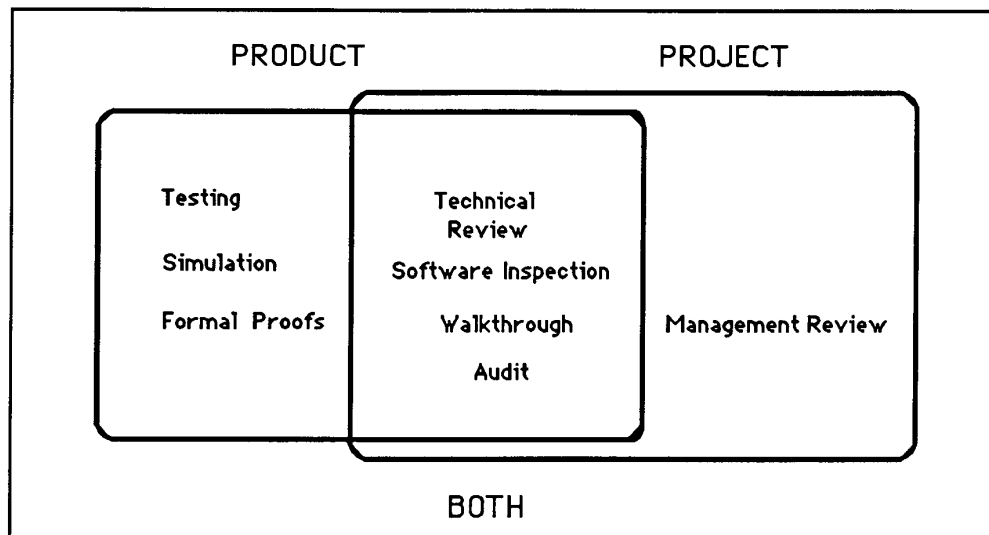 PRODUCT
PROJECT
Testing
Simulation
Formal Proofs
Technical
Review
Software Inspection
Walkthrough
Audit
Management Review
BOTH